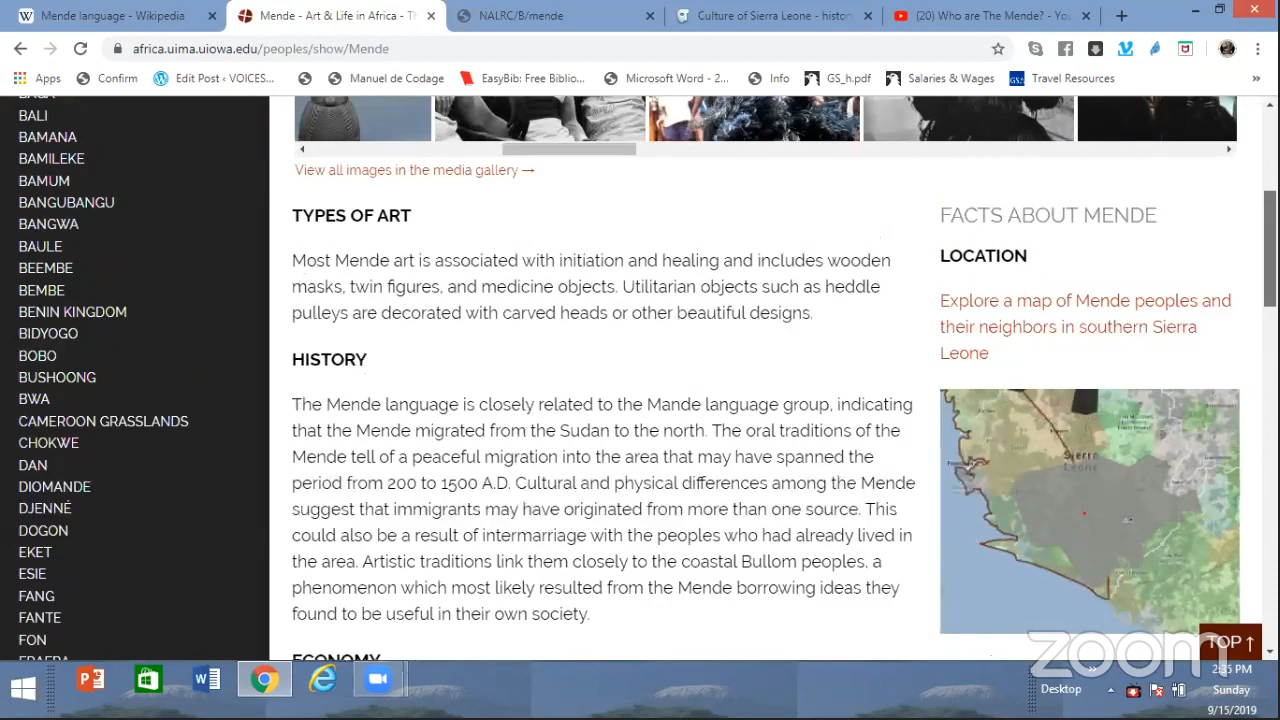 Mende language - Wikipedia
Mende - Art & Life in Africa - Th
NALRC/B/mende
Culture of Sierra Leone - histor
(20) Who are The Mende? - You
africa.uima.uiowa.edu/peoples/show/Mende
Apps
Confirm
Edit Post ‹ VOICES...
Manuel de Codage
EasyBib: Free Biblio...
Microsoft Word - 2...
Info
GS_h.pdf
Salaries & Wages
Travel Resources
»
BALI
BAMANA
BAMILEKE
BAMUM
BANGUBANGU
BANGWA
BAULE
BEEMBE
BEMBE
BENIN KINGDOM
BIDYOGO
BOBO
BUSHOONG
BWA
CAMEROON GRASSLANDS
CHOKWE
DAN
DIOMANDE
DJENNÉ
DOGON
EKET
ESIE
FANG
FANTE
FON
View all images in the media gallery →
TYPES OF ART
Most Mende art is associated with initiation and healing and includes wooden
masks, twin figures, and medicine objects. Utilitarian objects such as heddle
pulleys are decorated with carved heads or other beautiful designs.
HISTORY
The Mende language is closely related to the Mande language group, indicating
that the Mende migrated from the Sudan to the north. The oral traditions of the
Mende tell of a peaceful migration into the area that may have spanned the
period from 200 to 1500 A.D. Cultural and physical differences among the Mende
suggest that immigrants may have originated from more than one source. This
could also be a result of intermarriage with the peoples who had already lived in
the area. Artistic traditions link them closely to the coastal Bullom peoples, a
phenomenon which most likely resulted from the Mende borrowing ideas they
found to be useful in their own society.
ECONOMY
FACTS ABOUT MENDE
LOCATION
Explore a map of Mende peoples and
their neighbors in southern Sierra
Leone
Sierra
Leone
TOP ↑
zoom
Desktop
»
2:35 PM
Sunday
9/15/2019